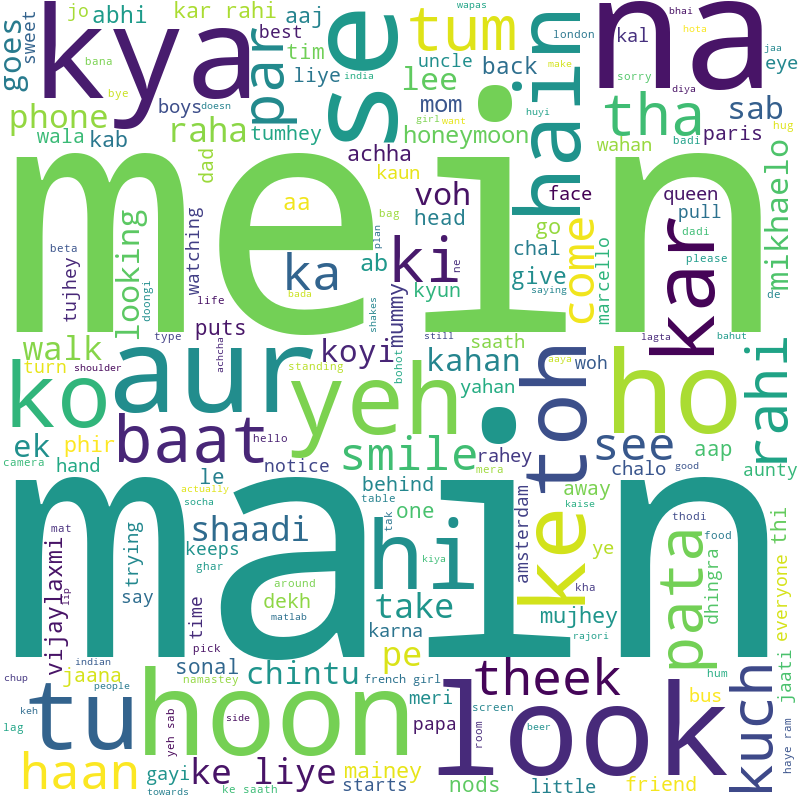 jo abhi kar rahi aaj best tum na wapas bhai hota
goes sweet kya par tim se uncle hain london kal jaa
bana liye india lee back make kal eye
bye boys doesn mom girl want sorry diya
phone raha tumhey honeymoon huyi tha sab hug
wala kab dad achha kaun wahan badi paris
mein aa bag voh face queen
looking watching ka head go come pull mikhaelo
beta tujhey doongi life bada plan ab ki ne chal give saying marcello kar dadi please de
puts shakes mummy kyun
walk type koyi still saath woh lagta bahut
turn shoulder achcha aur standing bohot kahan aaya toh ho rahi
ko yeh yahan
ek phir baat hello smile mera rahey see aap
camera hand le notice behind chalo good aunty
actually socha table kaise
main tak one away thodi
mat shaadi hi amsterdam ke pata food thi
trying keeps kiya ye dhingra
vijaylaxmi lip ghar around dekh take kha everyone
say time matlab karna mujhey rajori
chup indian pick sonal pe theek hum jaati
jaana namastey chintu french girl bus kuch
people tu hoon meri look
lag keh yeh sab side papa screen room beer haye ram
haan gayi ke liye mainey nods little friend
towards ke saath starts